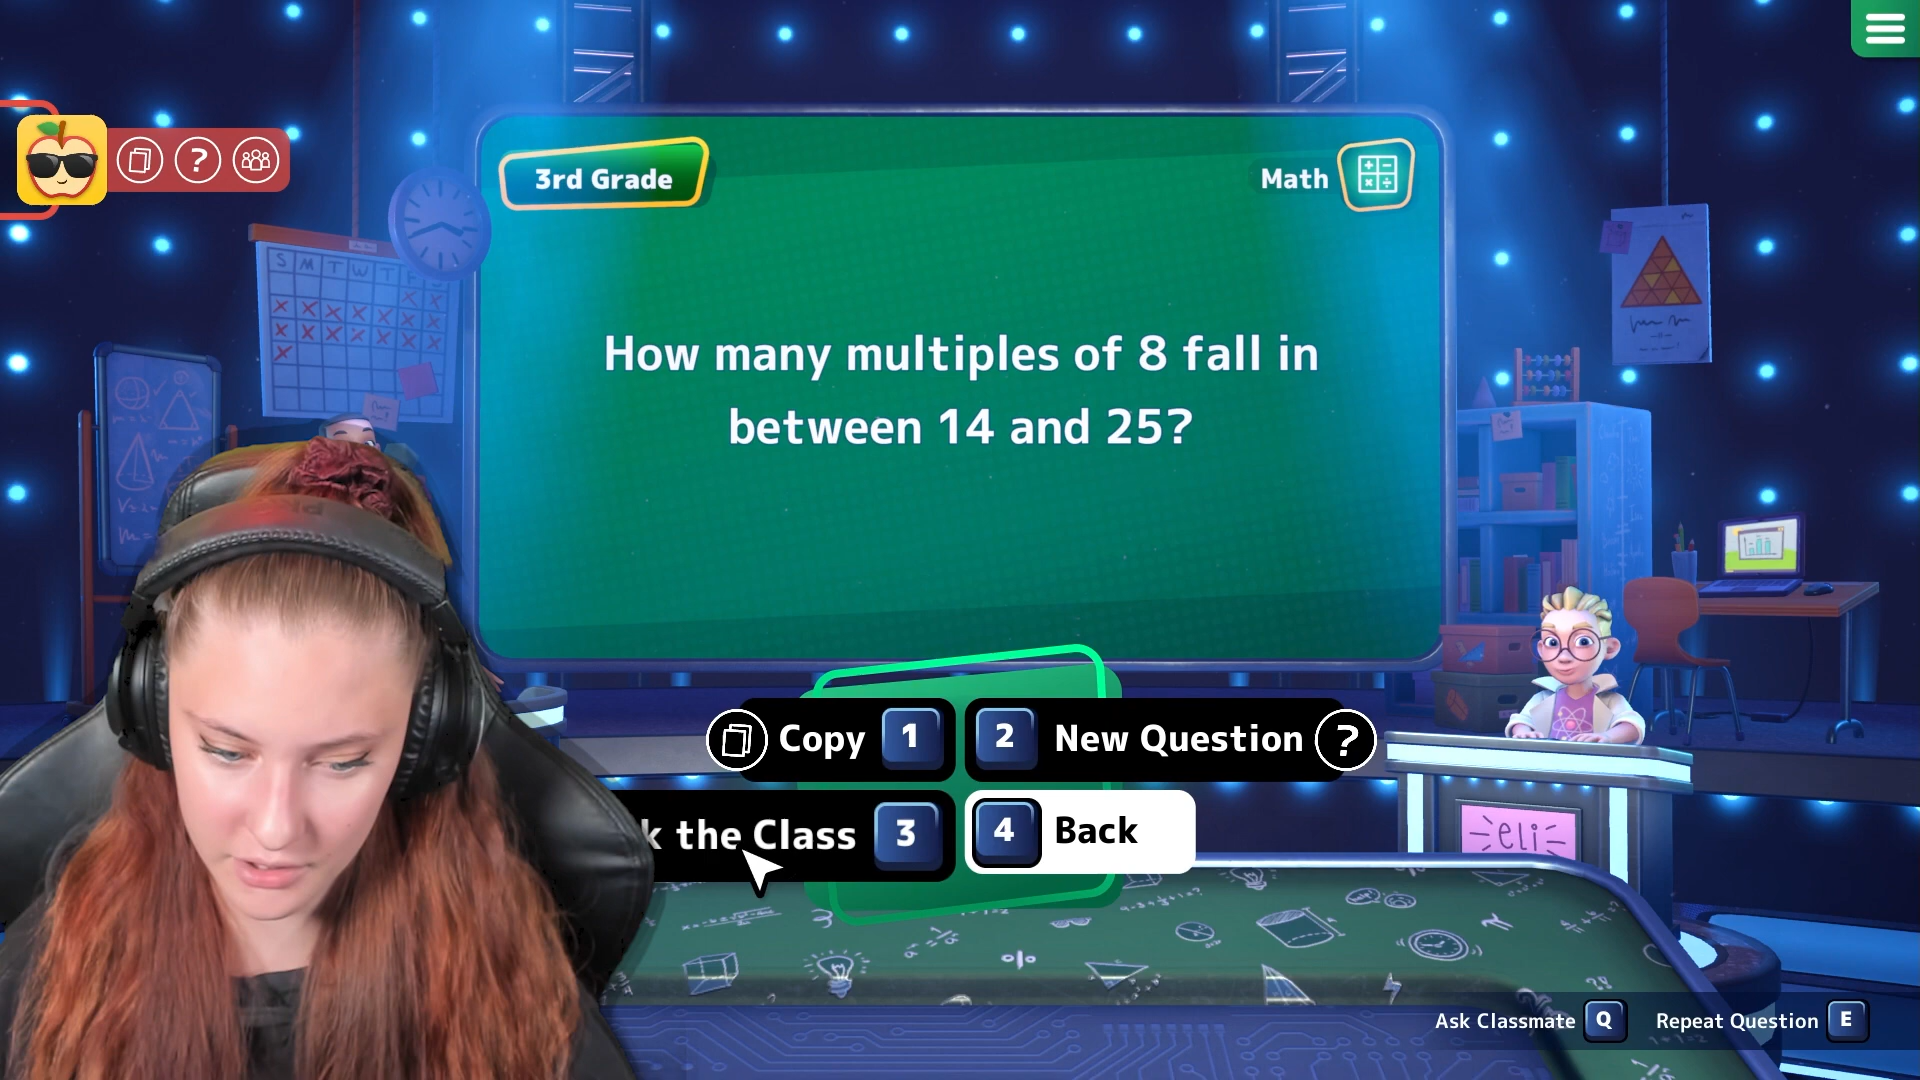 3rd Grade
Math
S M T W T F S
How many multiples of 8 fall in
between 14 and 25?
Copy 1
2 New Question ?
k the Class 3
4 Back
eli
Ask Classmate Q
Repeat Question E